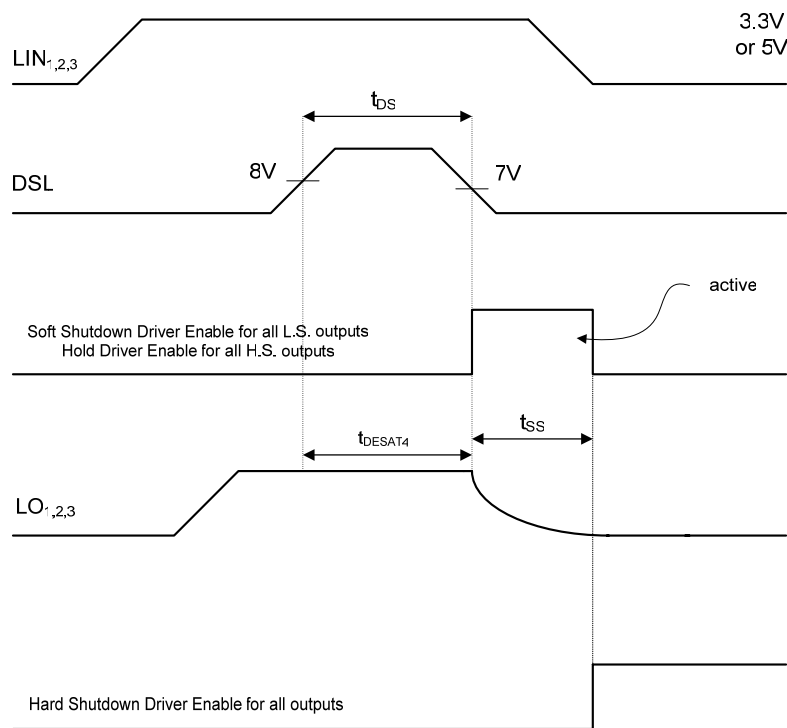 3.3V
or 5V
LIN1,2,3
tDS
8V
7V
DSL
active
Soft Shutdown Driver Enable for all L.S. outputs
Hold Driver Enable for all H.S. outputs
tSS
tDESAT4
LO1,2,3
Hard Shutdown Driver Enable for all outputs